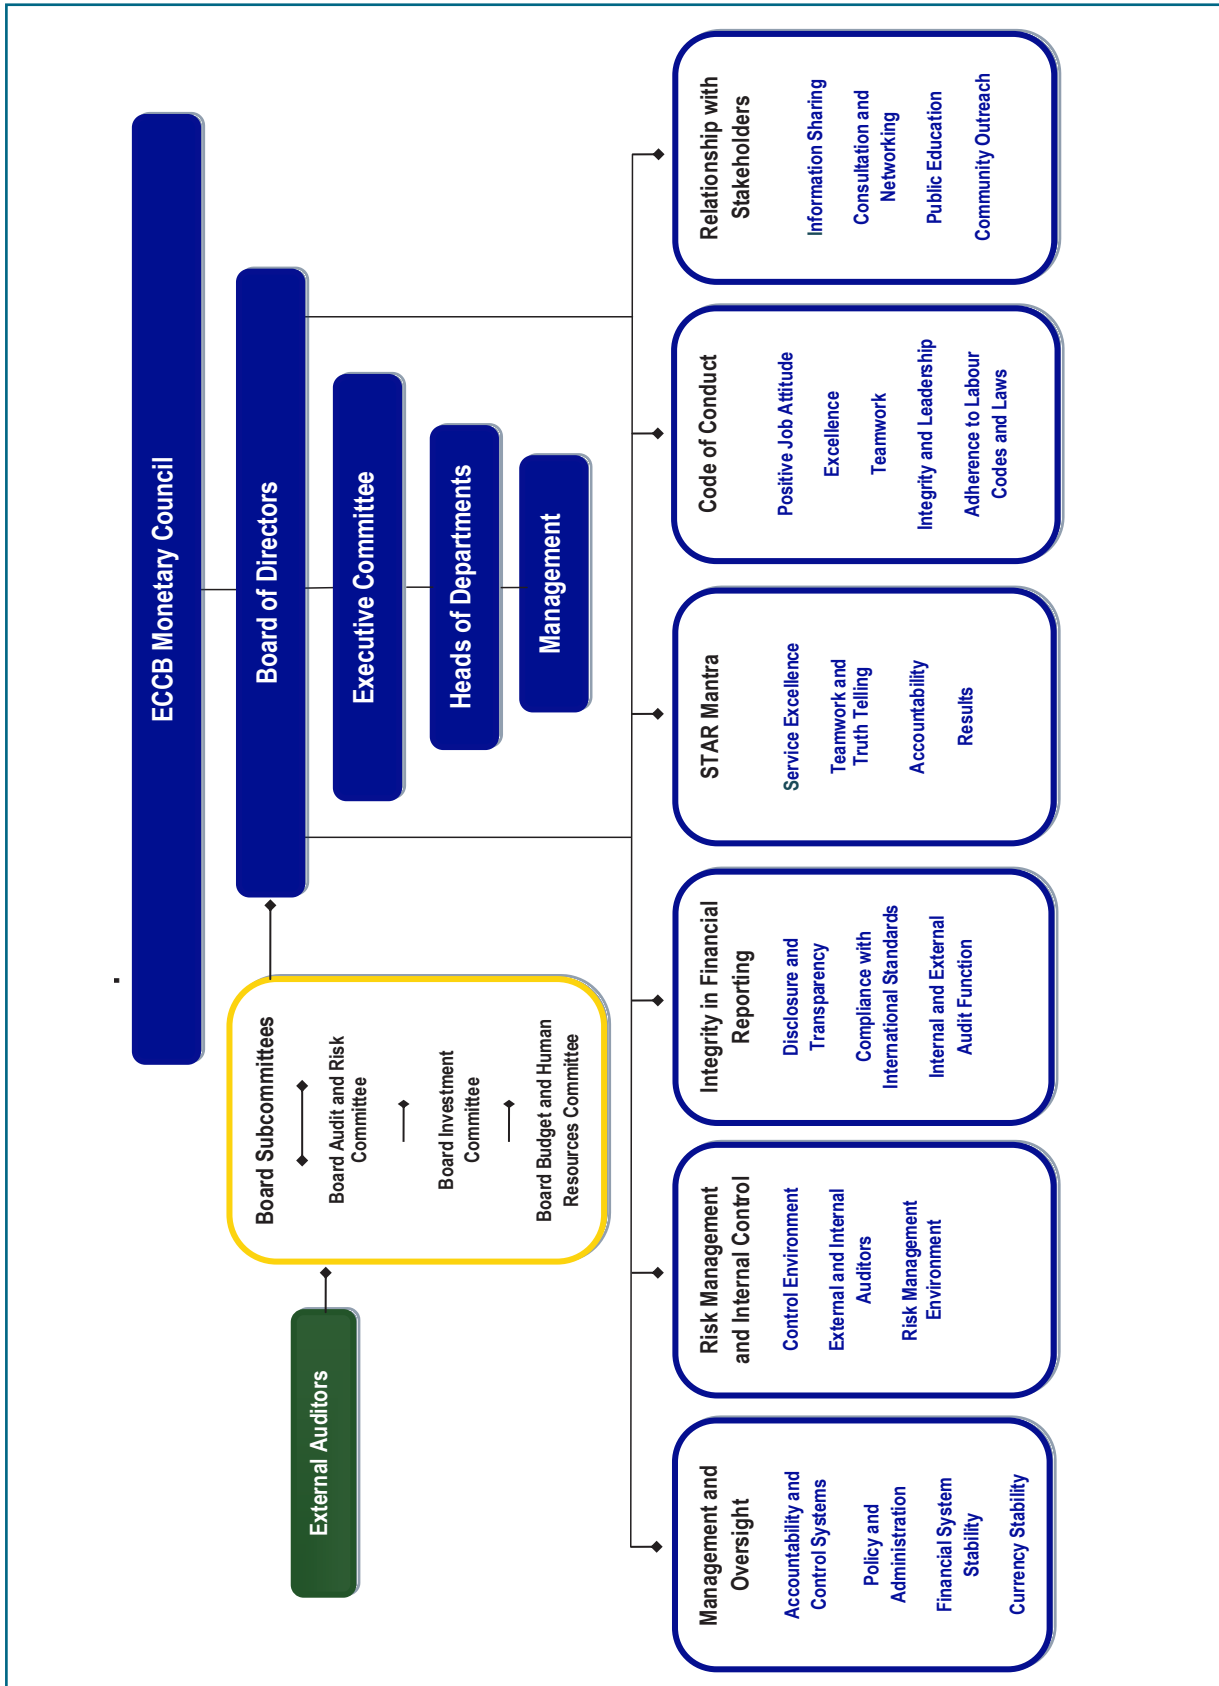 ECCB Monetary Council
Board of Directors
Executive Committee
Heads of Departments
Management
External Auditors
Board Subcommittees
Board Audit and Risk
Committee
Board Investment
Committee
Board Budget and Human
Resources Committee
Management and
Oversight
Accountability and
Control Systems
Policy and
Administration
Financial System
Stability
Currency Stability
Risk Management
and Internal Control
Control Environment
External and Internal
Auditors
Risk Management
Environment
Integrity in Financial
Reporting
Disclosure and
Transparency
Compliance with
International Standards
Internal and External
Audit Function
STAR Mantra
Service Excellence
Teamwork and
Truth Telling
Accountability
Results
Code of Conduct
Positive Job Attitude
Excellence
Teamwork
Integrity and Leadership
Adherence to Labour
Codes and Laws
Relationship with
Stakeholders
Information Sharing
Consultation and
Networking
Public Education
Community Outreach